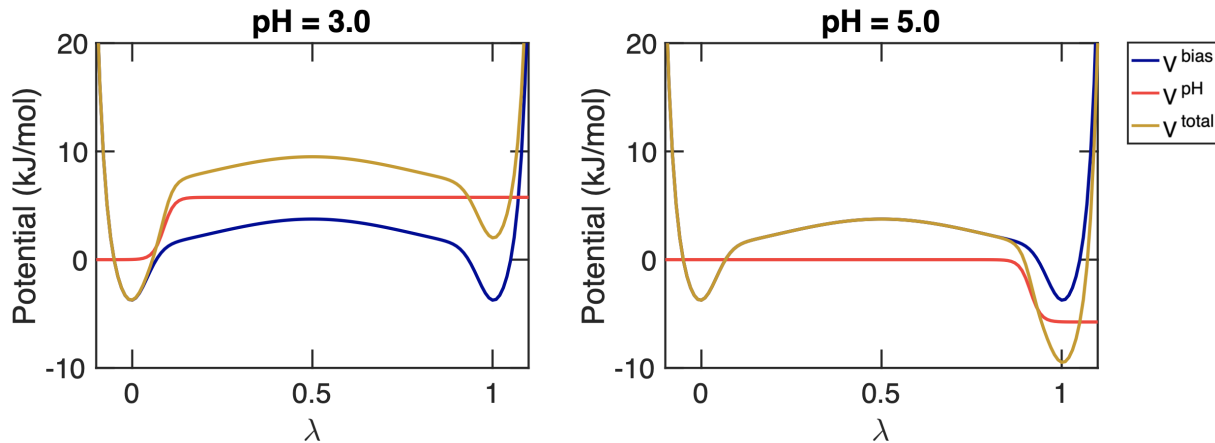 pH = 3.0
20
10
0
-10
Potential (kJ/mol)
0
0.5
1
λ
pH = 5.0
20
10
0
-10
Potential (kJ/mol)
0
0.5
1
λ
V bias
V pH
V total